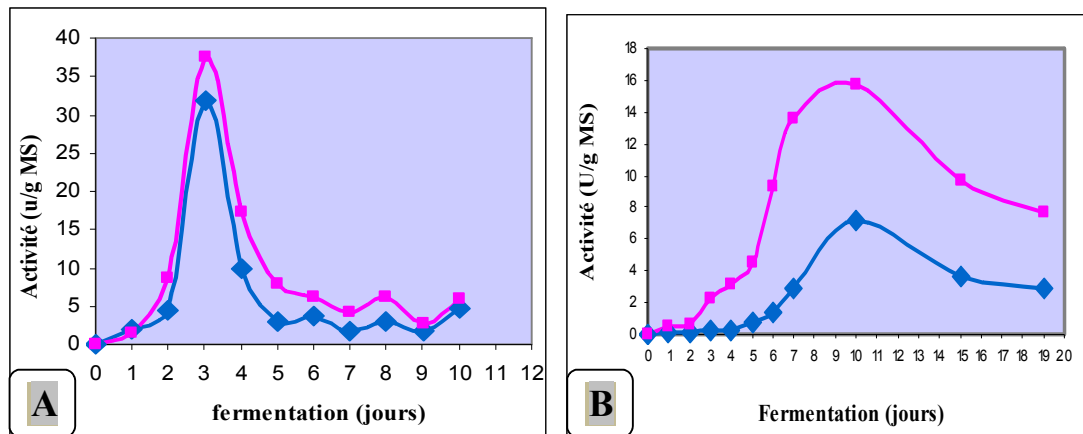 Activité (u/g MS)
40
35
30
25
20
15
10
5
0
0 1 2 3 4 5 6 7 8 9 10 11 12
fermentation (jours)
A
Activité (U/g MS)
18
16
14
12
10
8
6
4
2
0
0 1 2 3 4 5 6 7 8 9 10 11 12 13 14 15 16 17 18 19 20
Fermentation (jours)
B